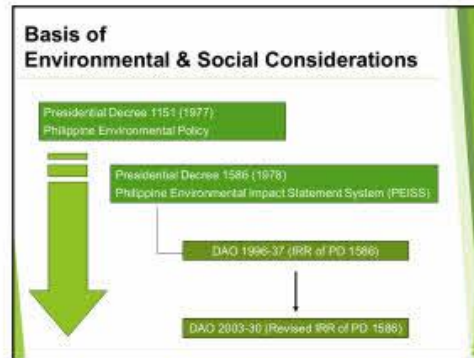 Basis of
Environmental & Social Considerations
Presidential Decree 1151 (1977)
Philippine Environmental Policy
Presidential Decree 1586 (1978)
Philippine Environmental Impact Statement System (PEISS)
DAO 1996-37 (IRR of PD 1586)
DAO 2003-30 (Revised IRR of PD 1586)